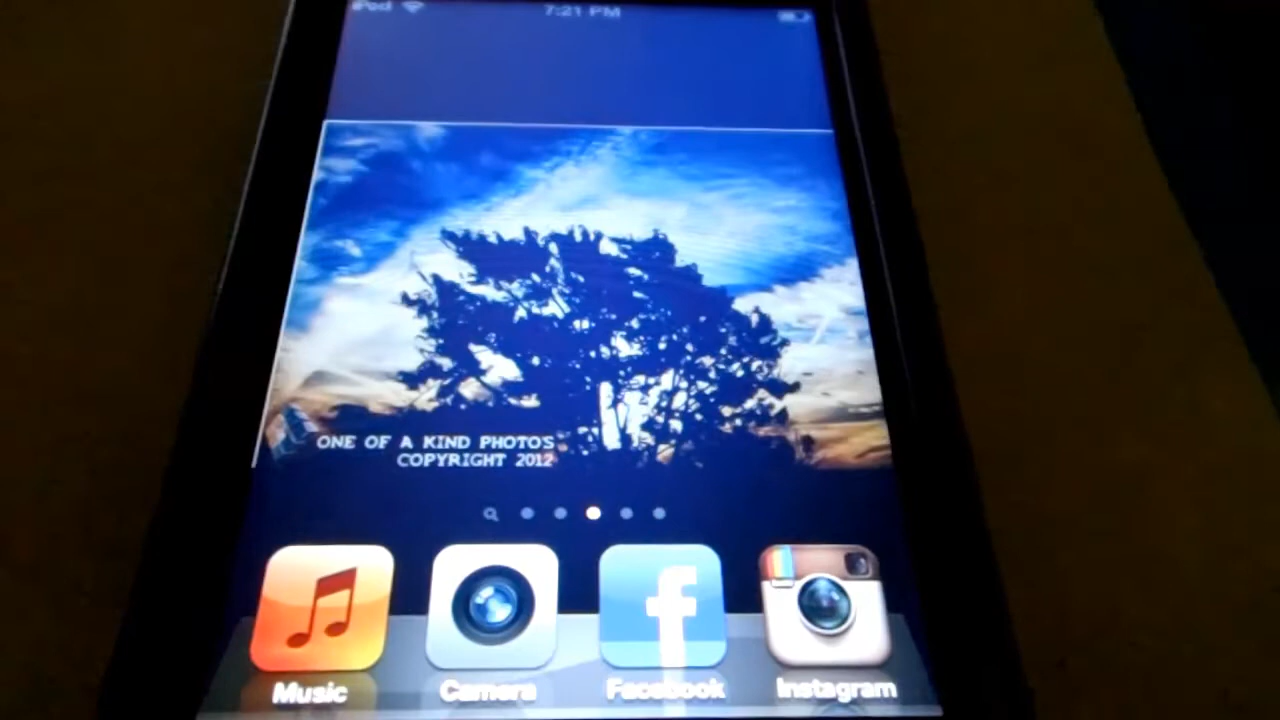 iPod 7:21 PM
ONE OF A KIND PHOTOS
COPYRIGHT 2012
Music Camera Facebook Instagram